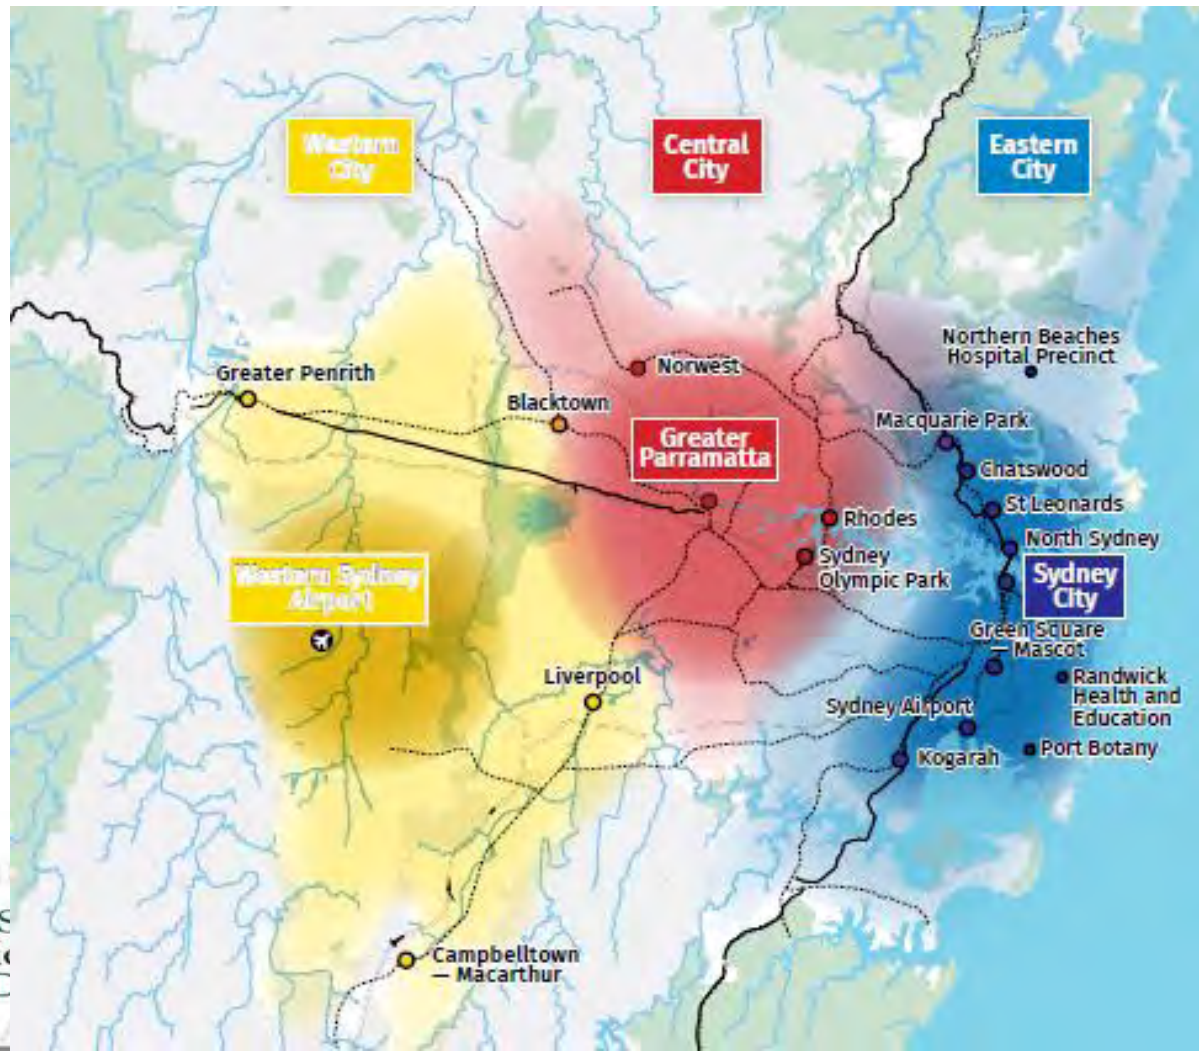 Western
City
Central
City
Eastern
City
Northern Beaches
Hospital Precinct
Greater Penrith
Norwest
Blacktown
Macquarie Park
Greater
Parramatta
Chatswood
St Leonards
Rhodes
North Sydney
Sydney
Olympic Park
Western Sydney
Airport
Sydney
City
Green Square
— Mascot
Liverpool
Randwick
Health and
Education
Sydney Airport
Port Botany
Kogarah
Campbelltown
— Macarthur